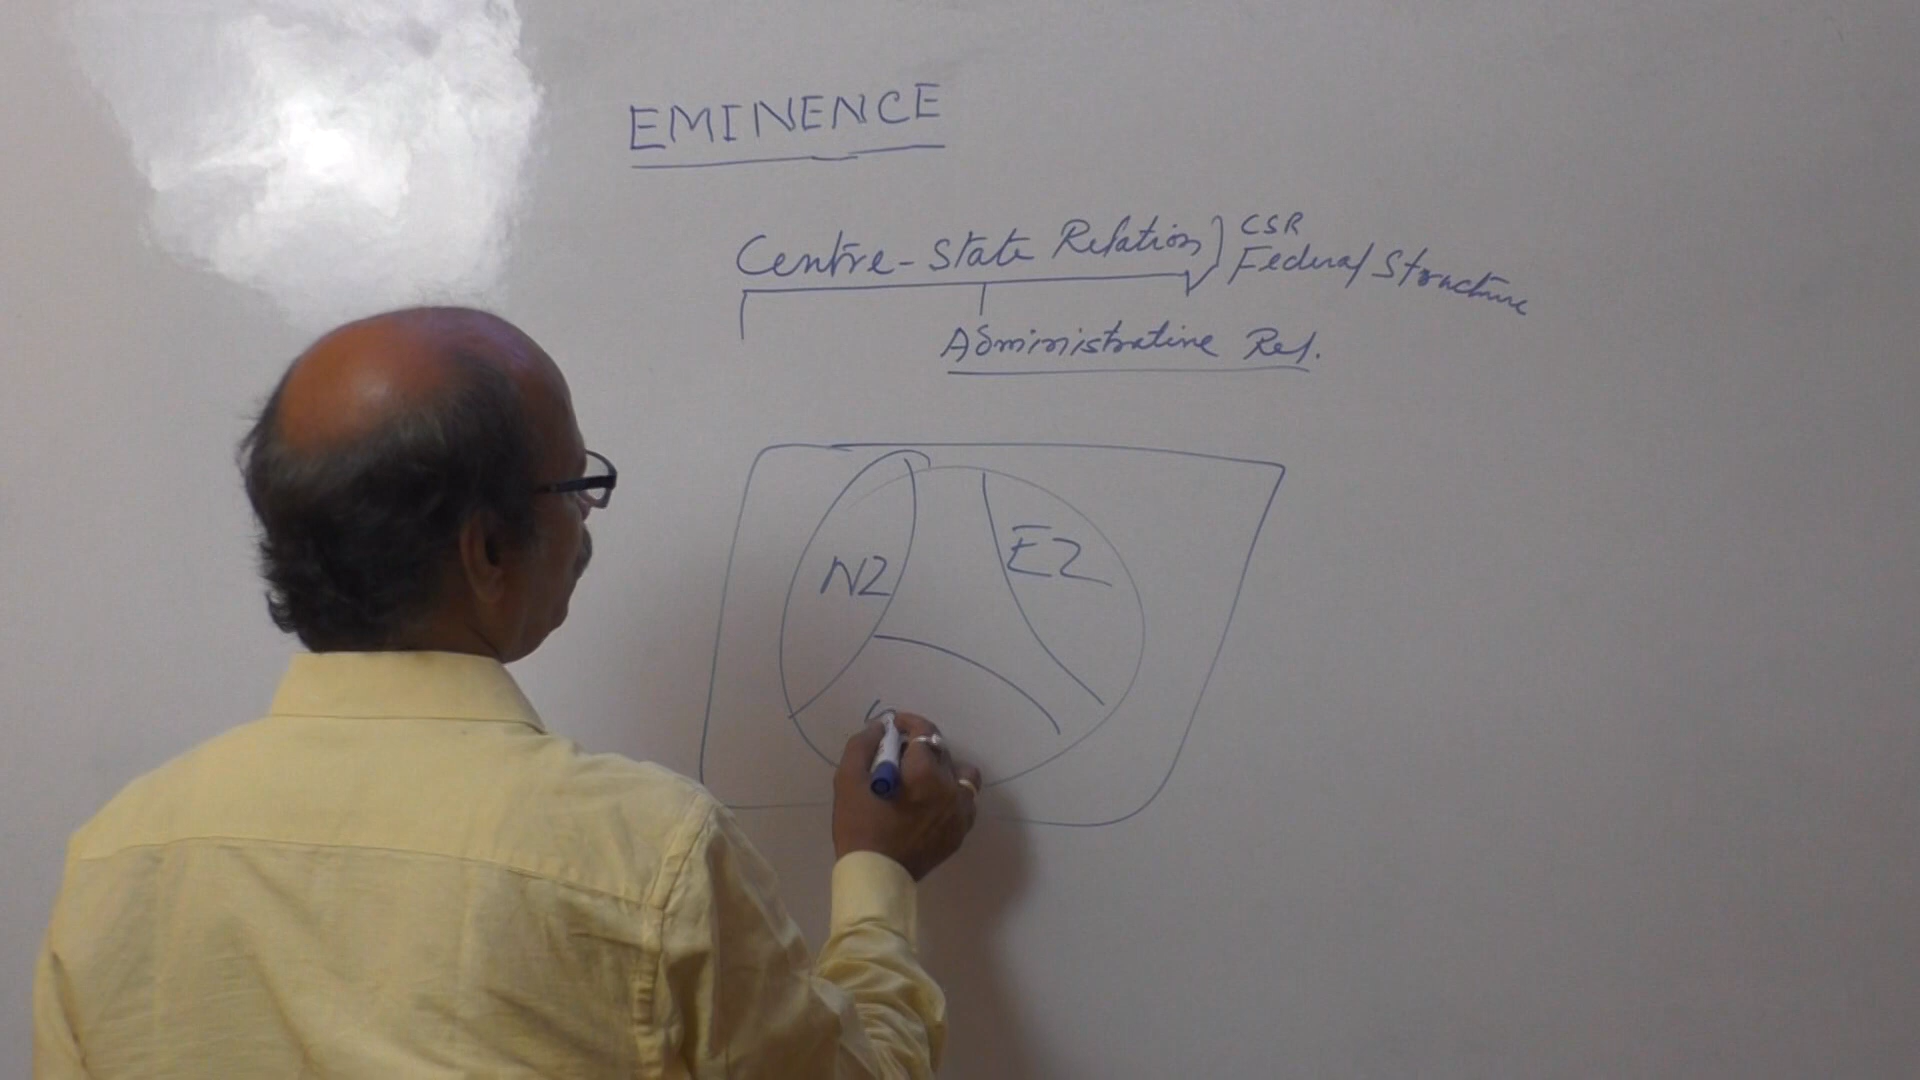 EMINENCE
Centre-State Relation } CSR
Federal Structure
Administrative Rel.
NZ
EZ